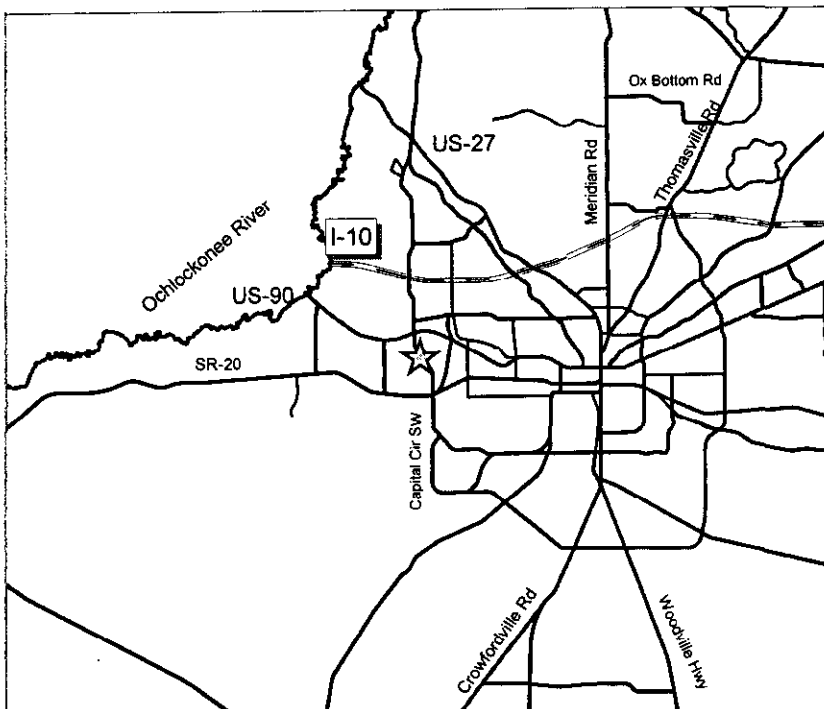 Ox Bottom Rd
US-27
Thomasville Rd
Meridian Rd
Ochlockonee River
I-10
US-90
SR-20
Capital Cir SW
Crowfordville Rd
Woodville Hwy